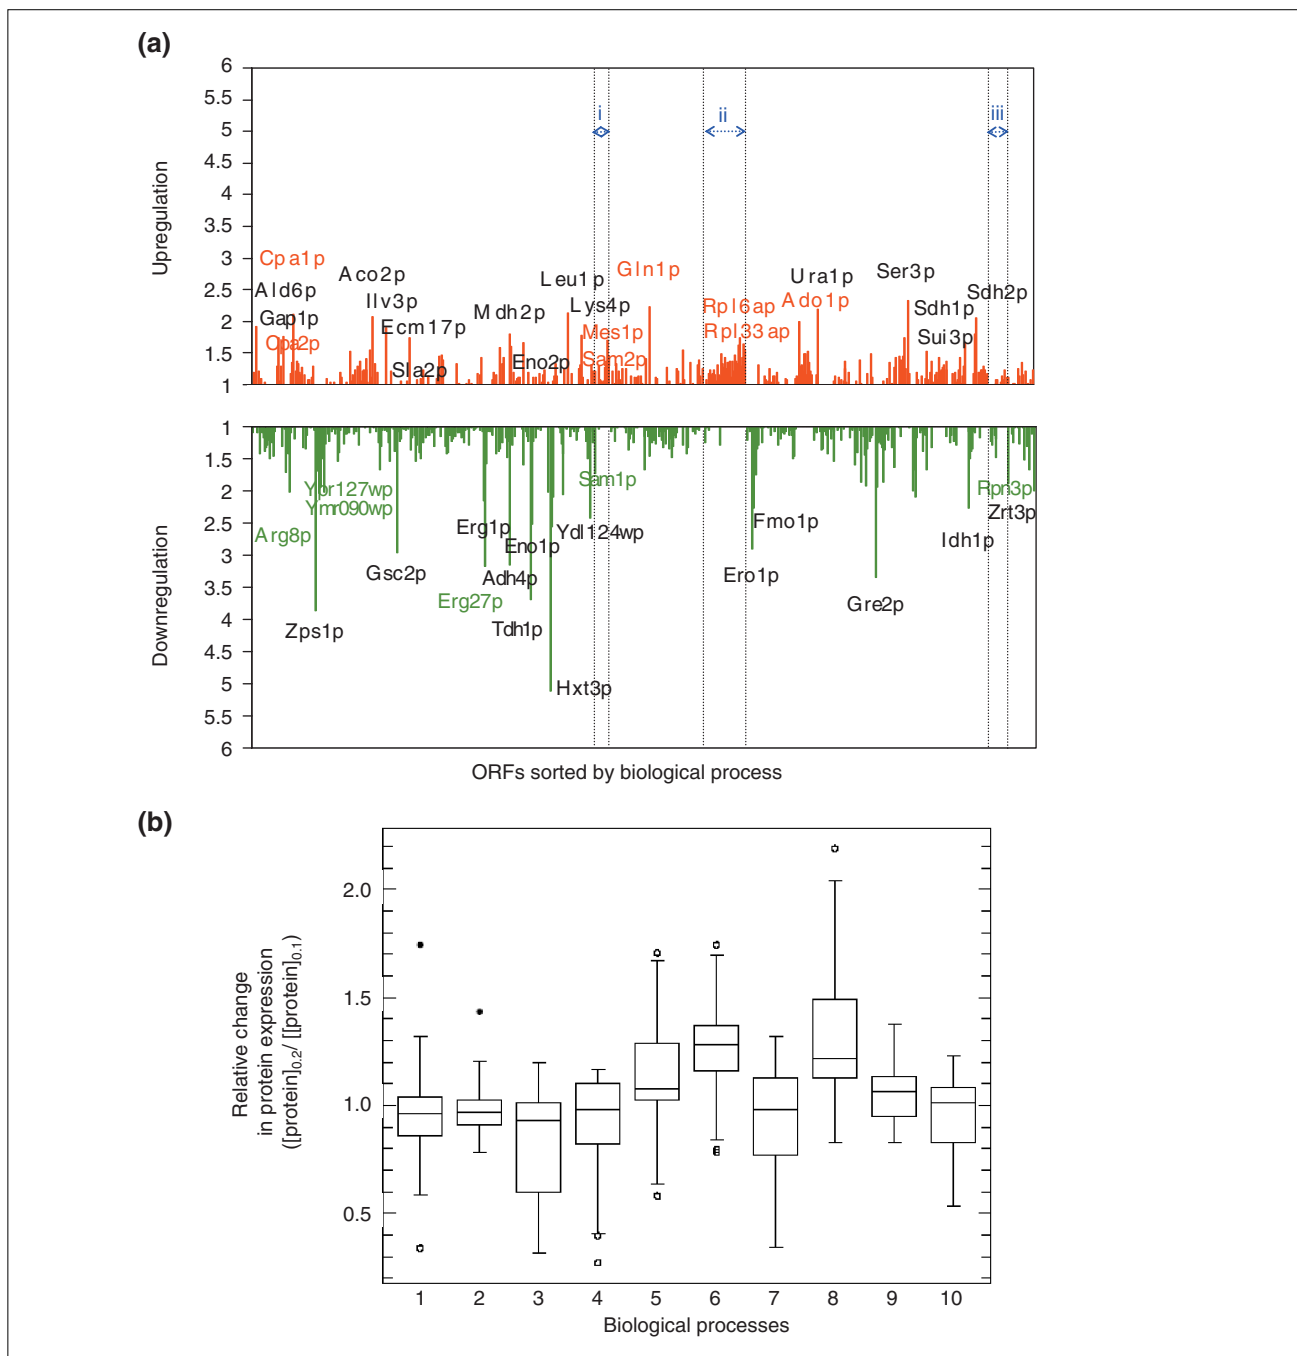 (a)
6
5.5
5
4.5
4
3.5
3
2.5
2
1.5
1
Upregulation
i
ii
iii
Cpa1p
Ald6p
Gap1p
Cpa2p
Aco2p
Ilv3p
Ecm17p
Sla2p
Mdh2p
Eno2p
Leu1p
Lys4p
Mes1p
Sam2p
Gln1p
Rpl6ap
Rpl33ap
Ura1p
Ado1p
Ser3p
Sdh1p
Sui3p
Sdh2p
1
1.5
2
2.5
3
3.5
4
4.5
5
5.5
6
Downregulation
Yor127wp
Ymr090wp
Arg8p
Zps1p
Gsc2p
Erg1p
Eno1p
Adh4p
Erg27p
Tdh1p
Hxt3p
Ydl124wp
Sam1p
Fmo1p
Ero1p
Gre2p
Idh1p
Rpn3p
Zrt3p
ORFs sorted by biological process
(b)
2.0
1.5
1.0
0.5
Relative change
in protein expression
([protein]0.2/ [[protein]0.1)
1 2 3 4 5 6 7 8 9 10
Biological processes